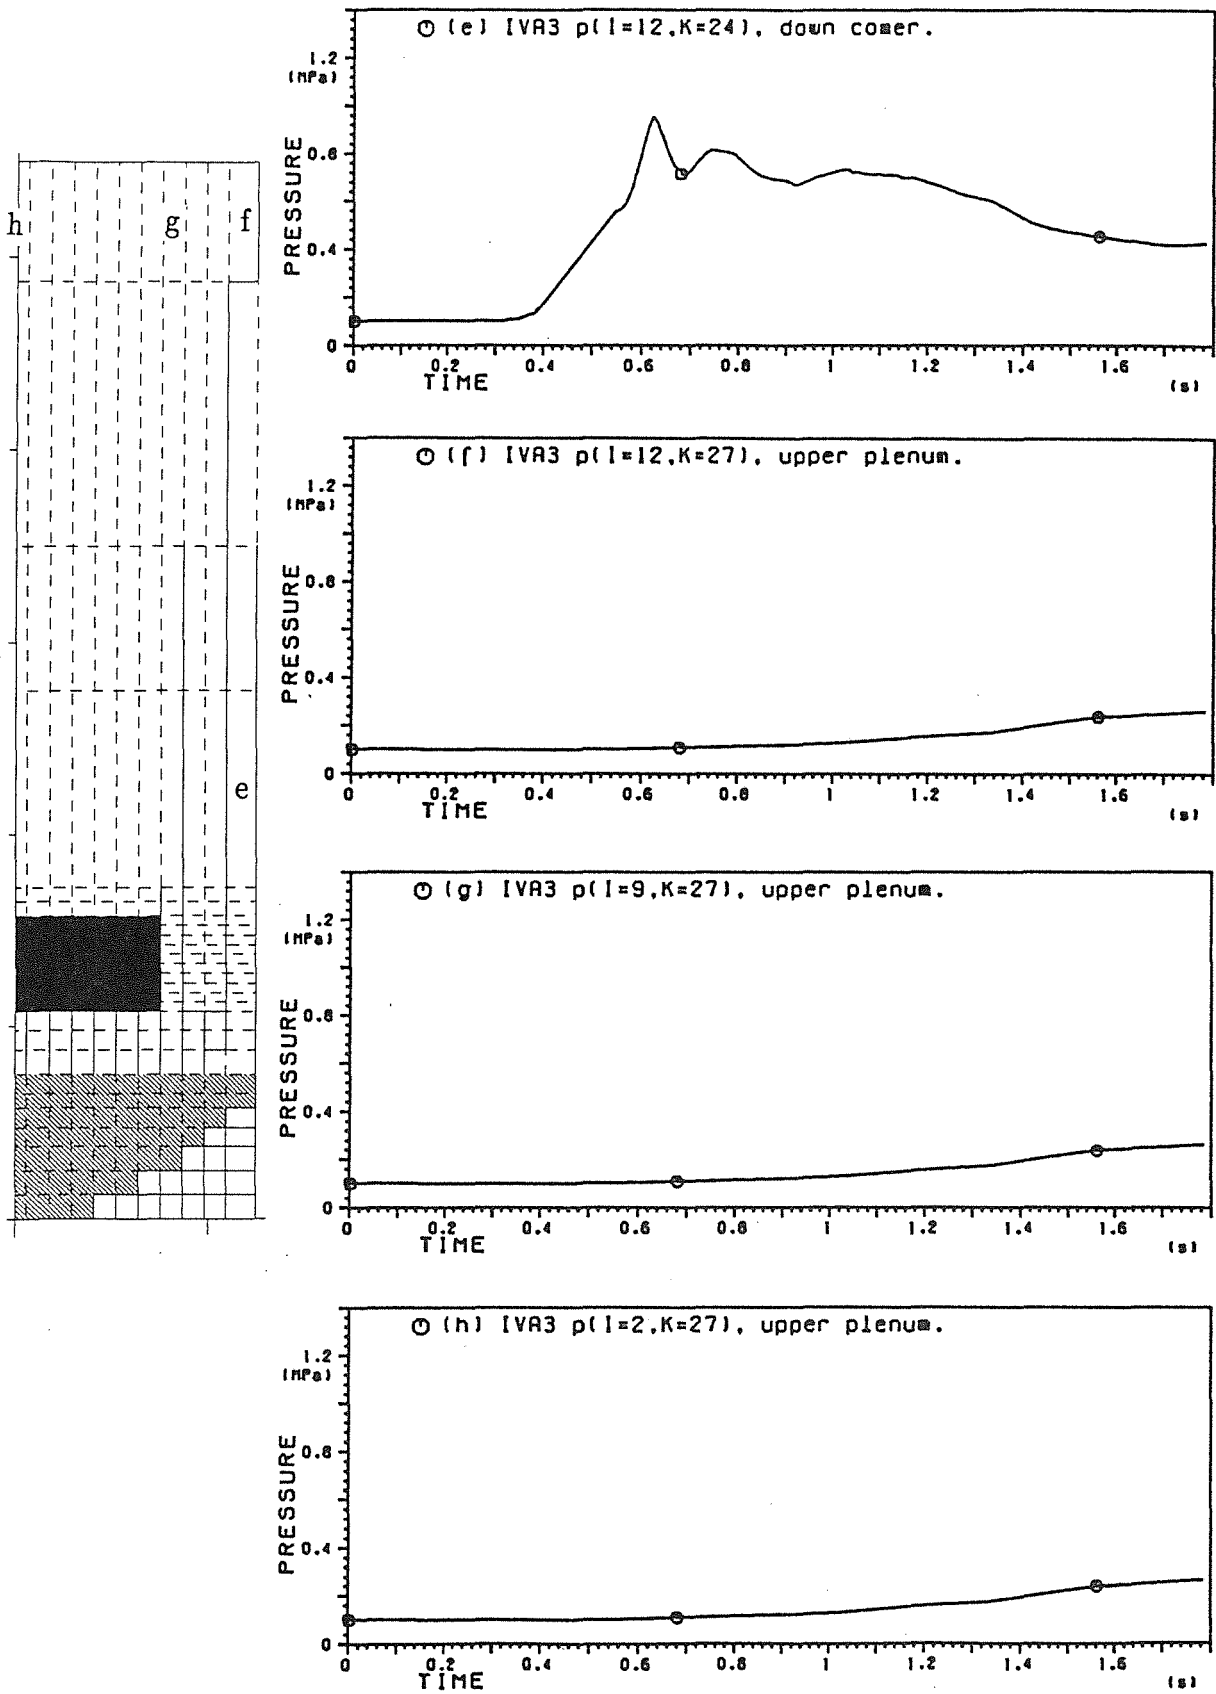 h
g
f
e
(e) IVA3 p(I=12,K=24), down comer.
1.2
(MPa)
0.8
0.4
0
PRESSURE
0.2 0.4 0.6 0.8 1 1.2 1.4 1.6
TIME
(s)
(f) IVA3 p(I=12,K=27), upper plenum.
1.2
(MPa)
0.8
0.4
0
PRESSURE
0 0.2 0.4 0.6 0.8 1 1.2 1.4 1.6
TIME
(s)
(g) IVA3 p(I=9,K=27), upper plenum.
1.2
(MPa)
0.8
0.4
0
PRESSURE
0 0.2 0.4 0.6 0.8 1 1.2 1.4 1.6
TIME
(s)
(h) IVA3 p(I=2,K=27), upper plenum.
1.2
(MPa)
0.8
0.4
0
PRESSURE
0 0.2 0.4 0.6 0.8 1 1.2 1.4 1.6
TIME
(s)